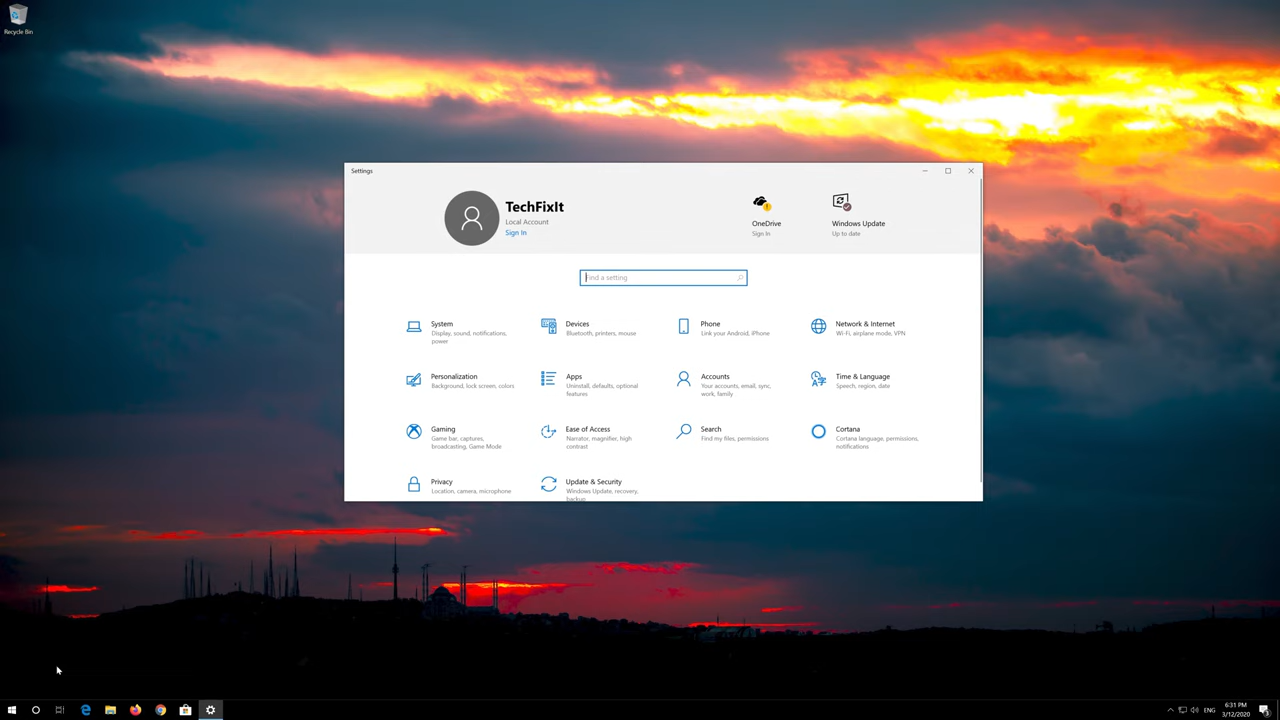 Recycle Bin
Settings
TechFixIt
Local Account
Sign In
OneDrive
Sign In
Windows Update
Up to date
Find a setting
System
Display, sound, notifications,
power
Devices
Bluetooth, printers, mouse
Phone
Link your Android, iPhone
Network & Internet
Wi-Fi, airplane mode, VPN
Personalization
Background, lock screen, colors
Apps
Uninstall, defaults, optional
features
Accounts
Your accounts, email, sync,
work, family
Time & Language
Speech, region, date
Gaming
Game bar, captures,
broadcasting, Game Mode
Ease of Access
Narrator, magnifier, high
contrast
Search
Find my files, permissions
Cortana
Cortana language, permissions,
notifications
Privacy
Location, camera, microphone
Update & Security
Windows Update, recovery,
backup
ENG
6:31 PM
3/12/2020